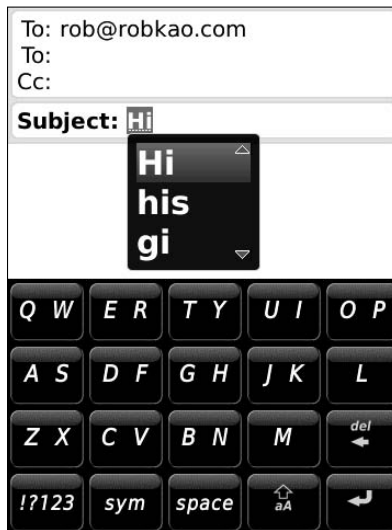 To: rob@robkao.com
To:
Cc:
Subject: Hi
Hi
his
gi
Q W E R T Y U I O P
A S D F G H J K L
Z X C V B N M del
!?123 sym space aA